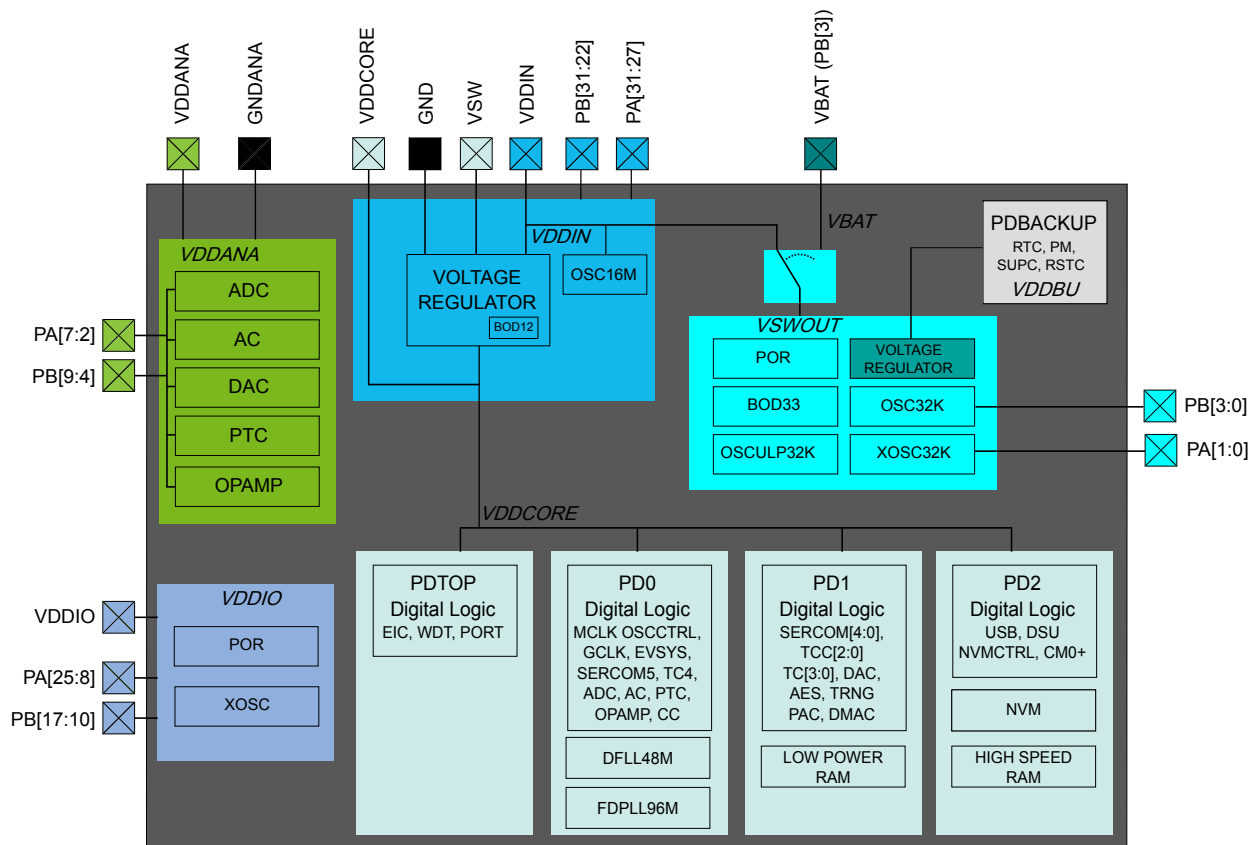 VDDANA
GNDANA
VDDCORE
GND
VSW
VDDIN
PB[31:22]
PA[31:27]
VBAT (PB[3])
VDDANA
ADC
AC
DAC
PTC
OPAMP
PA[7:2]
PB[9:4]
VDDIN
VOLTAGE
REGULATOR
BOD12
OSC16M
VBAT
PDBACKUP
RTC, PM,
SUPC, RSTC
VDDBU
VSWOUT
POR
VOLTAGE
REGULATOR
BOD33
OSC32K
OSCULP32K
XOSC32K
PB[3:0]
PA[1:0]
VDDCORE
VDDIO
POR
XOSC
VDDIO
PA[25:8]
PB[17:10]
PDTOP
Digital Logic
EIC, WDT, PORT
PD0
Digital Logic
MCLK OSCCTRL,
GCLK, EVSYS,
SERCOM5, TC4,
ADC, AC, PTC,
OPAMP, CC
DFLL48M
FDPLL96M
PD1
Digital Logic
SERCOM[4:0],
TCC[2:0]
TC[3:0], DAC,
AES, TRNG
PAC, DMAC
LOW POWER
RAM
PD2
Digital Logic
USB, DSU
NVMCTRL, CM0+
NVM
HIGH SPEED
RAM